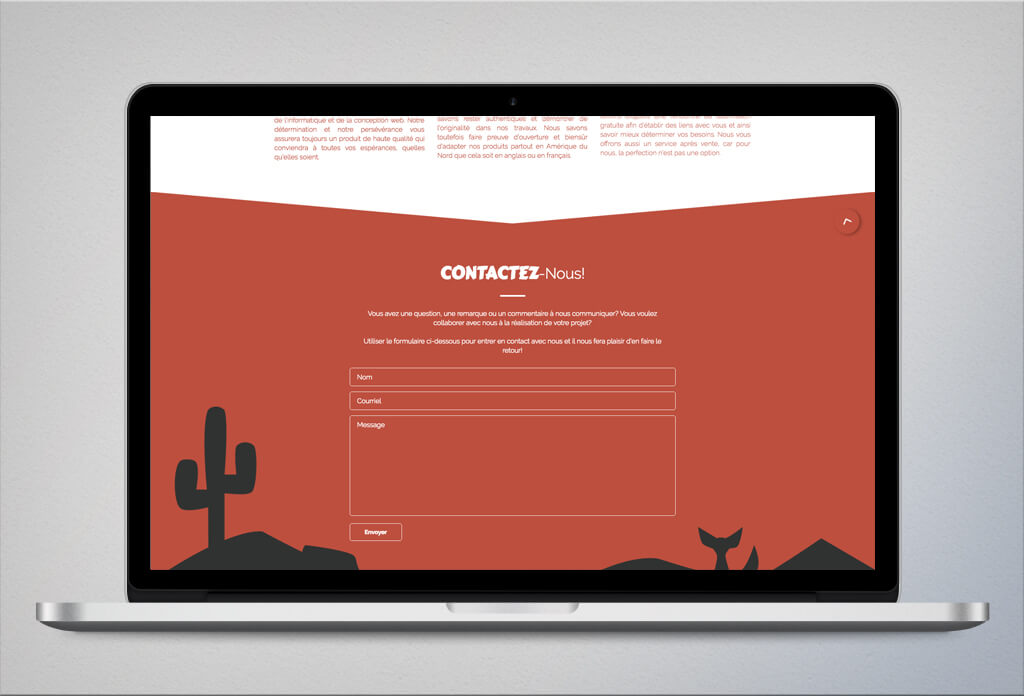 de l'informatique et de la conception web. Notre
détermination et notre persévérance vous
assurera toujours un produit de haute qualité qui
conviendra à toutes vos espérances, quelles
qu'elles soient.
savons rester authentiques et démontrer de
l'originalité dans nos travaux. Nous savons
toutefois faire preuve d'ouverture et biensûr
d'adapter nos produits partout en Amérique du
Nord que cela soit en anglais ou en français.
gratuite afin d'établir des liens avec vous et ainsi
savoir mieux déterminer vos besoins. Nous vous
offrons aussi un service après vente, car pour
nous, la perfection n'est pas une option.
CONTACTEZ-Nous!
Vous avez une question, une remarque ou un commentaire à nous communiquer? Vous voulez
collaborer avec nous à la réalisation de votre projet?
Utiliser le formulaire ci-dessous pour entrer en contact avec nous et il nous fera plaisir d'en faire le
retour!
Nom
Courriel
Message
Envoyer